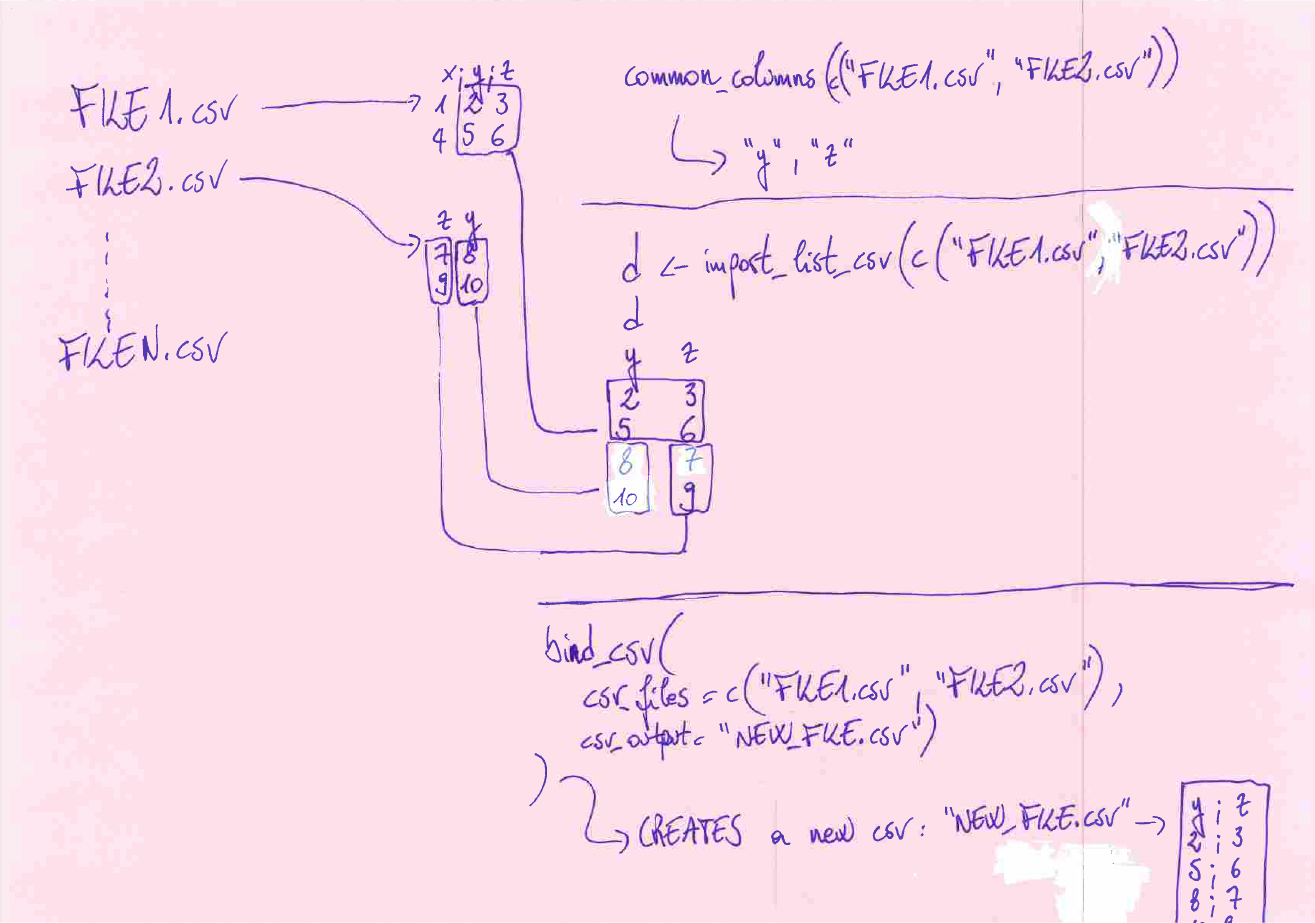 FILE1.csv
x; y; z
1 2 3
4 5 6
FILE2.csv
z y
7 8
9 10
FILEN.csv
common_columns(c("FILE1.csv", "FILE2.csv"))
"y", "z"
d <- import_list_csv(c("FILE1.csv", "FILE2.csv"))
d
y z
2 3
5 6
8 7
10 9
bind_csv(
csv_files = c("FILE1.csv", "FILE2.csv"),
csv_output = "NEW_FILE.csv")
)
CREATES a new csv: "NEW_FILE.csv" →
y ; z
2 ; 3
5 ; 6
8 ; 7